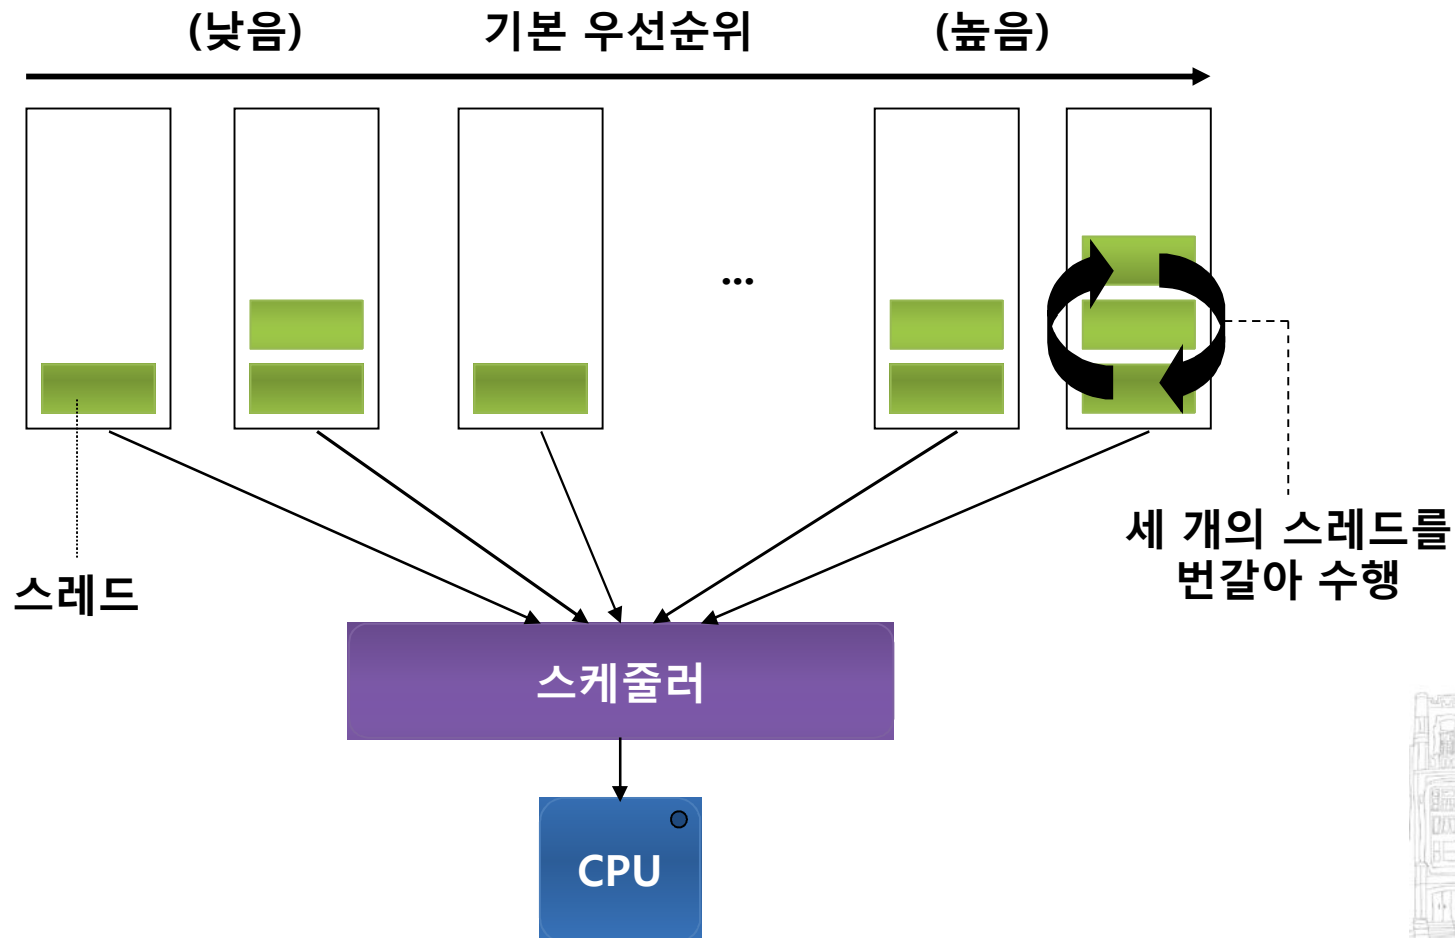 (낮음) 기본 우선순위 (높음)
...
세 개의 스레드를
번갈아 수행
스레드
스케줄러
CPU